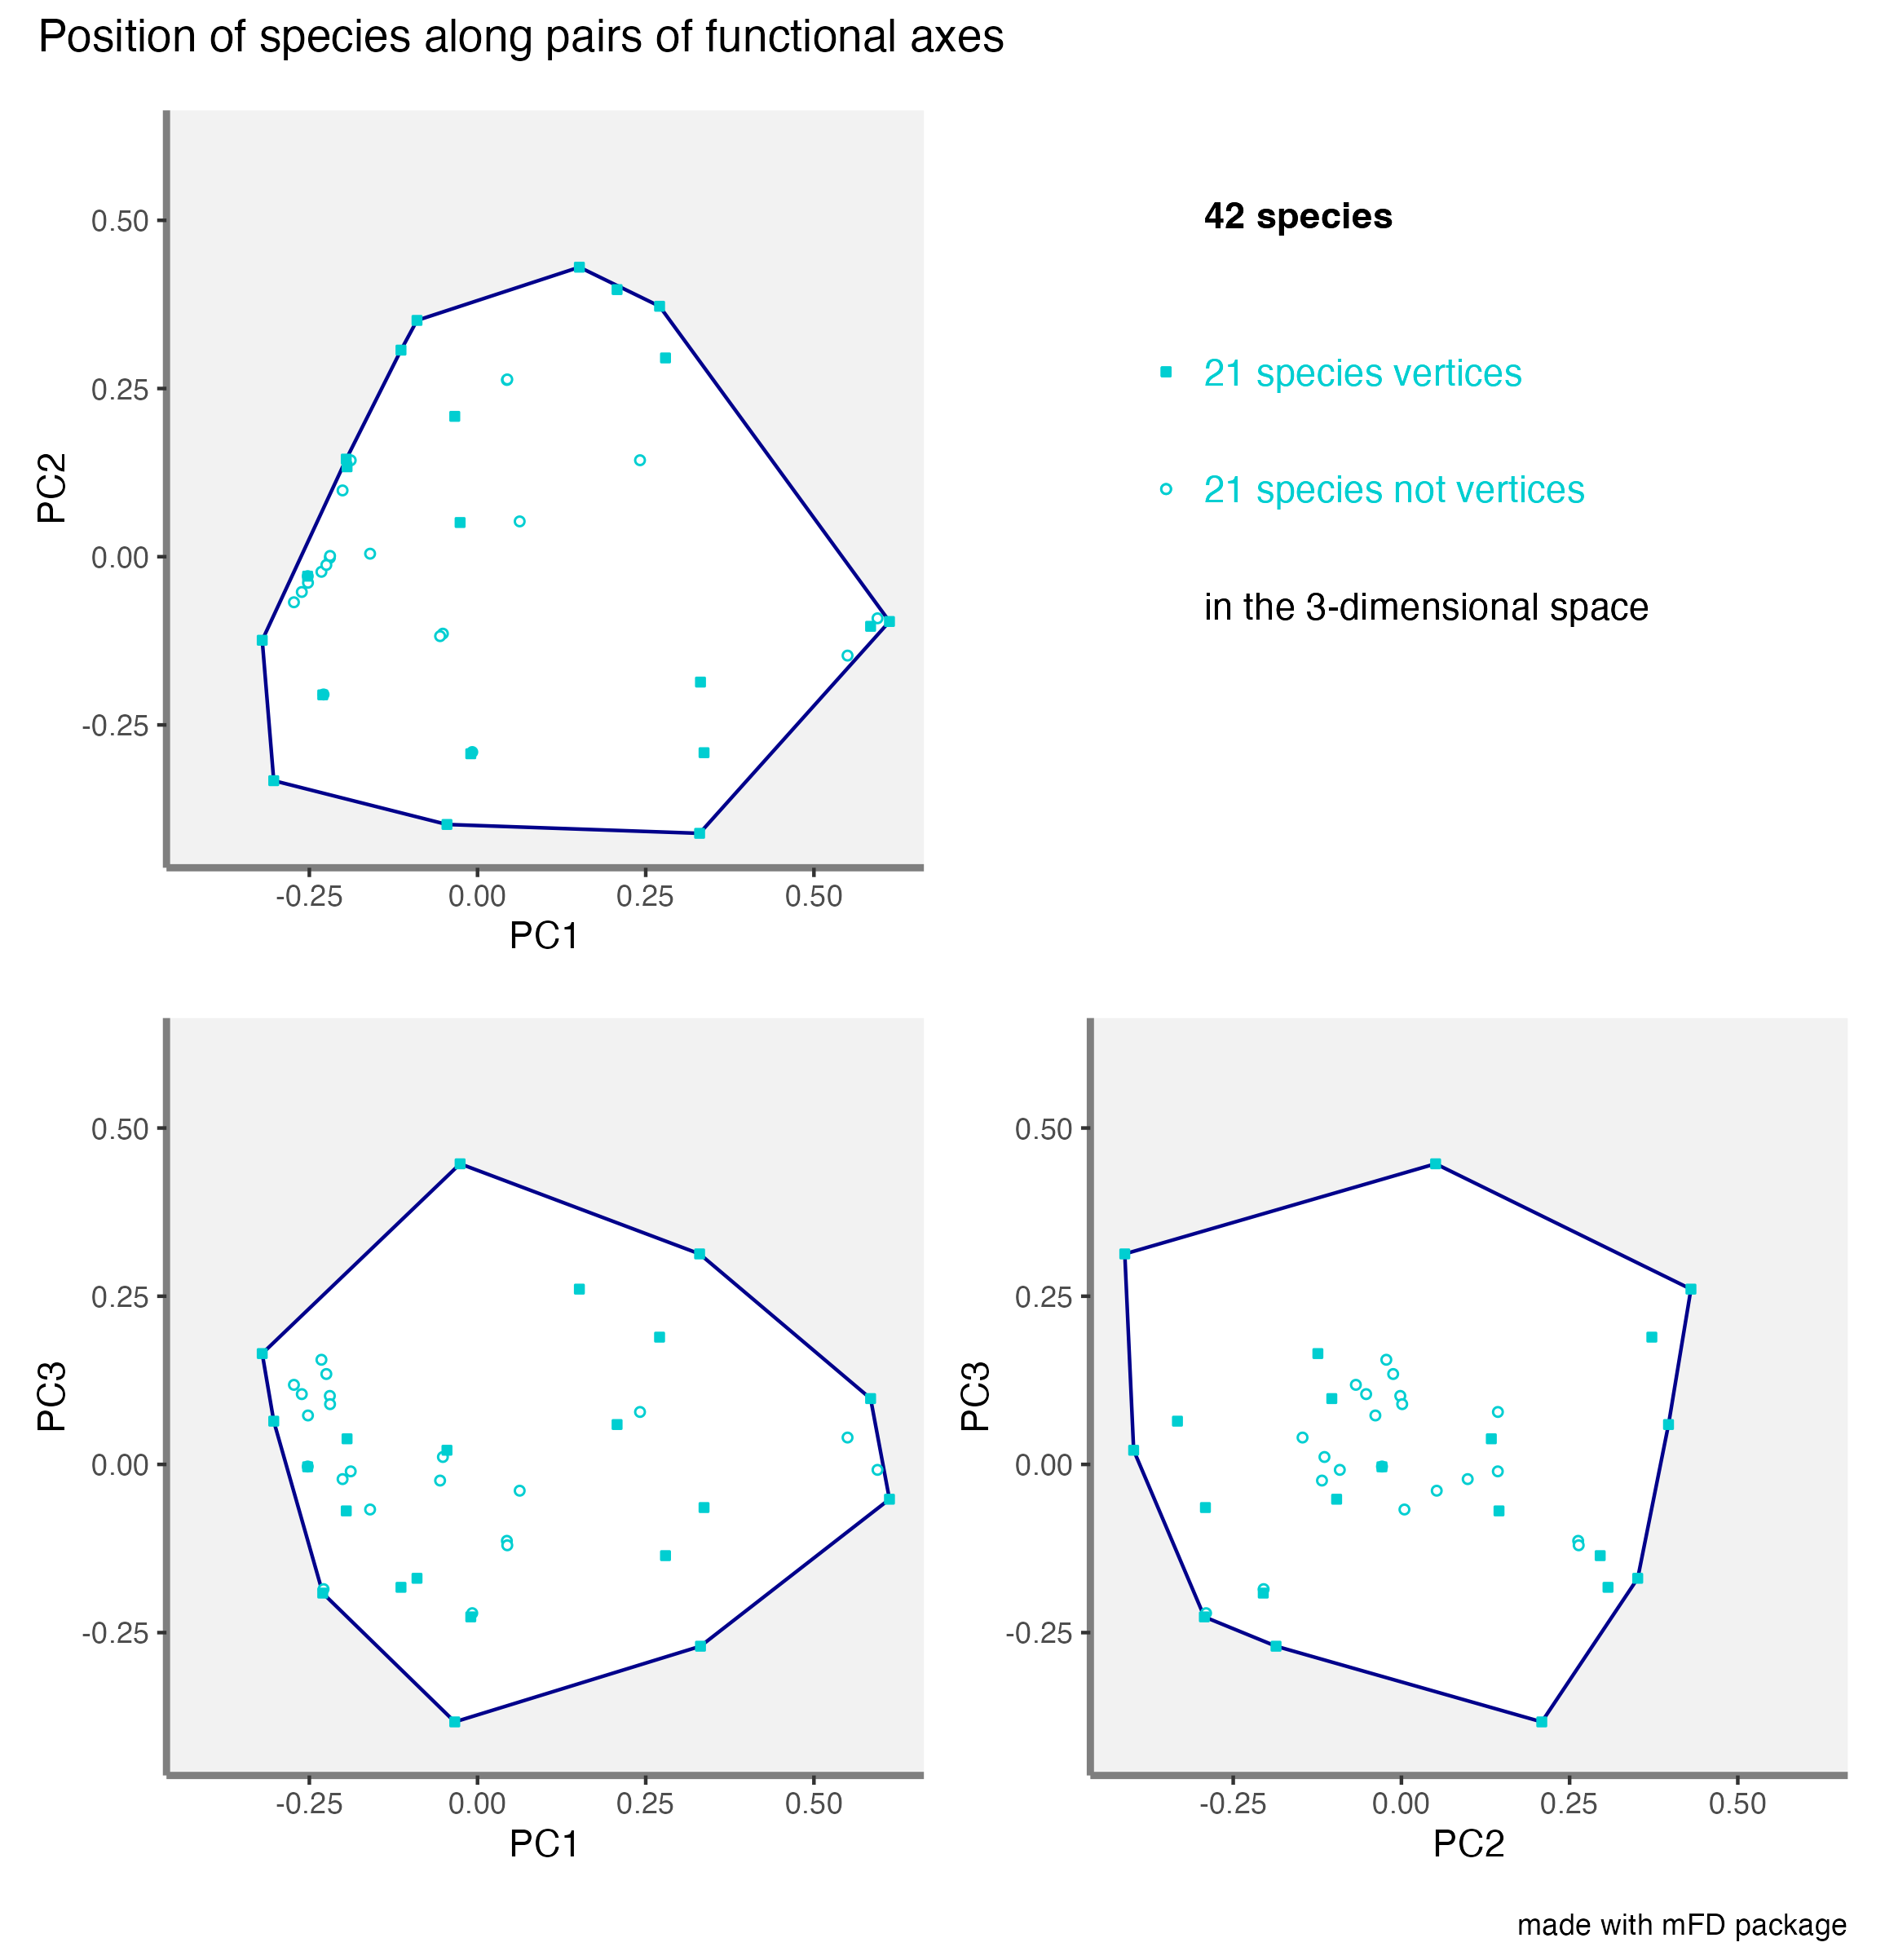 Position of species along pairs of functional axes
0.50
0.25
0.00
-0.25
PC2
-0.25 0.00 0.25 0.50
PC1
42 species
21 species vertices
21 species not vertices
in the 3-dimensional space
0.50
0.25
0.00
-0.25
PC3
-0.25 0.00 0.25 0.50
PC1
0.50
0.25
0.00
-0.25
PC3
-0.25 0.00 0.25 0.50
PC2
made with mFD package